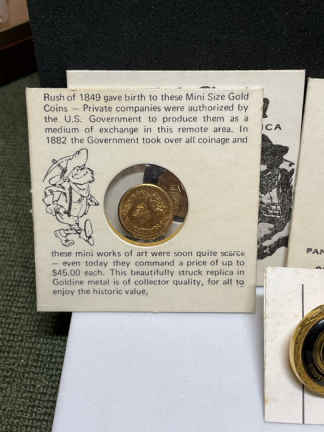 Rush of 1849 gave birth to these Mini Size Gold
Coins — Private companies were authorized by
the U.S. Government to produce them as a
medium of exchange in this remote area. In
1882 the Government took over all coinage and
these mini works of art were soon quite scarce
— even today they command a price of up to
$45.00 each. This beautifully struck replica in
Goldine metal is of collector quality, for all to
enjoy the historic value,